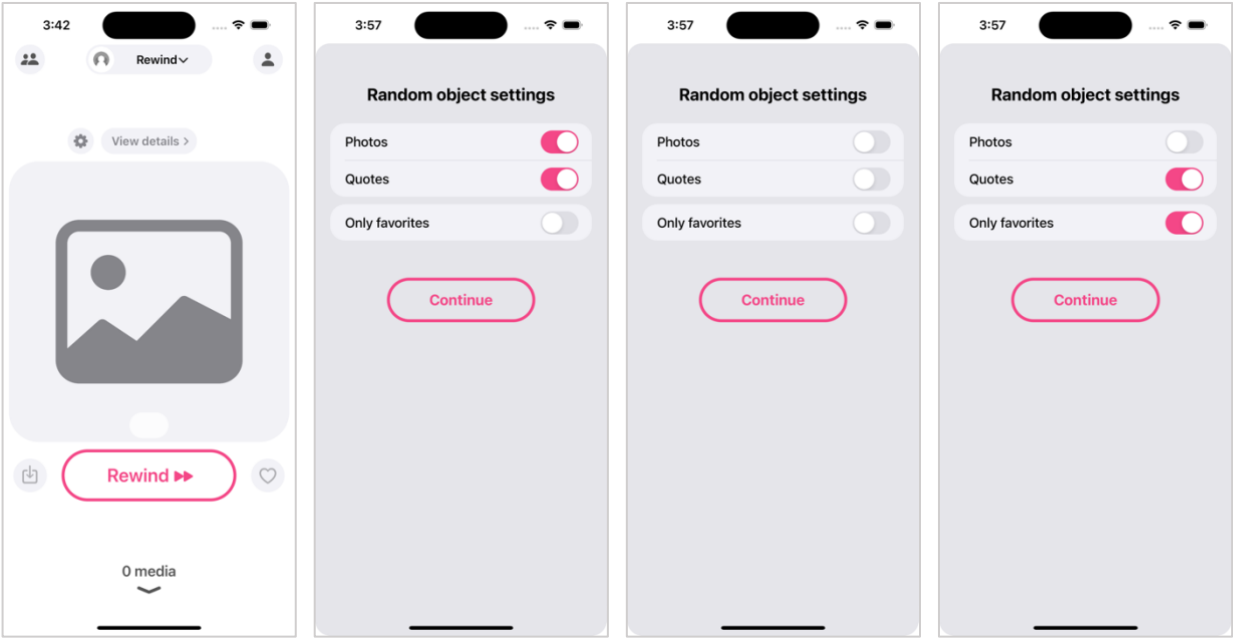 3:42
Rewind
View details >
Rewind
0 media
3:57
Random object settings
Photos
Quotes
Only favorites
Continue
3:57
Random object settings
Photos
Quotes
Only favorites
Continue
3:57
Random object settings
Photos
Quotes
Only favorites
Continue